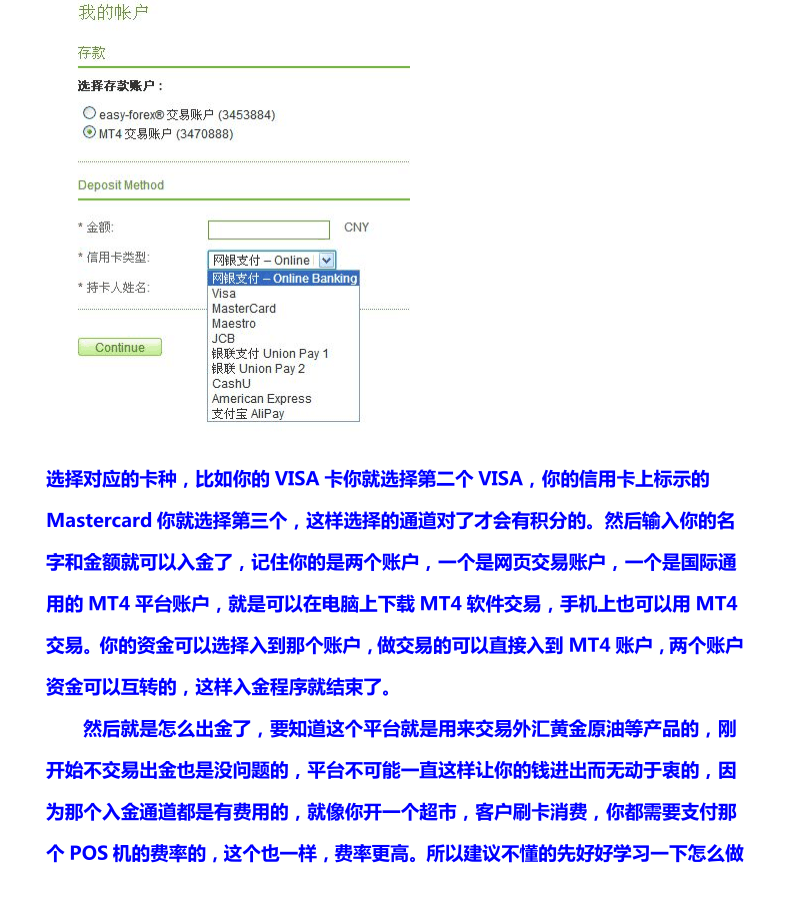 我的帐户
存款
选择存款账户：
easy-forex® 交易账户 (3453884)
MT4 交易账户 (3470888)
Deposit Method
* 金额:
CNY
* 信用卡类型:
网银支付 – Online
网银支付 – Online Banking
* 持卡人姓名:
Visa
MasterCard
Maestro
JCB
Continue
银联支付 Union Pay 1
银联 Union Pay 2
CashU
American Express
支付宝 AliPay
选择对应的卡种，比如你的 VISA 卡你就选择第二个 VISA，你的信用卡上标示的
Mastercard 你就选择第三个，这样选择的通道对了才会有积分的。然后输入你的名
字和金额就可以入金了，记住你的是两个账户，一个是网页交易账户，一个是国际通
用的 MT4 平台账户，就是可以在电脑上下载 MT4 软件交易，手机上也可以用 MT4
交易。你的资金可以选择入到那个账户，做交易的可以直接入到 MT4 账户，两个账户
资金可以互转的，这样入金程序就结束了。
然后就是怎么出金了，要知道这个平台就是用来交易外汇黄金原油等产品的，刚
开始不交易出金也是没问题的，平台不可能一直这样让你的钱进出而无动于衷的，因
为那个入金通道都是有费用的，就像你开一个超市，客户刷卡消费，你都需要支付那
个 POS 机的费率的，这个也一样，费率更高。所以建议不懂的先好好学习一下怎么做